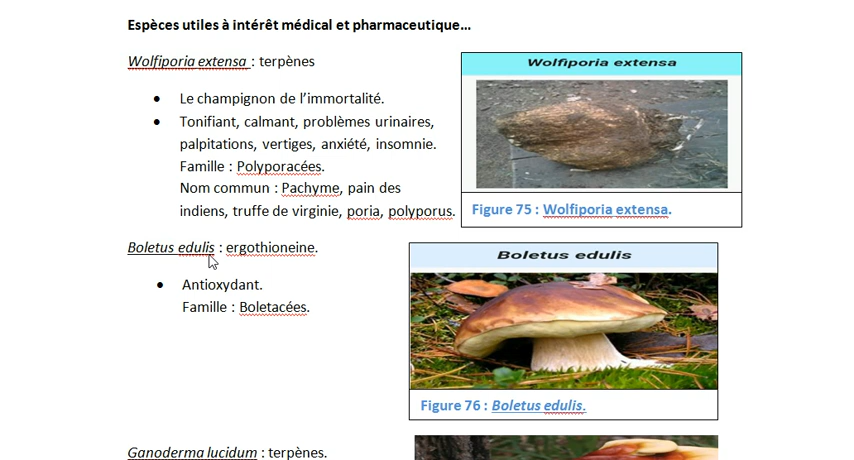 Espèces utiles à intérêt médical et pharmaceutique…
Wolfiporia extensa : terpènes
• Le champignon de l'immortalité.
• Tonifiant, calmant, problèmes urinaires,
palpitations, vertiges, anxiété, insomnie.
Famille : Polyporacées.
Nom commun : Pachyme, pain des
indiens, truffe de virginie, poria, polyporus.
Wolfiporia extensa
Figure 75 : Wolfiporia extensa.
Boletus edulis : ergothioneine.
• Antioxydant.
Famille : Boletacées.
Boletus edulis
Figure 76 : Boletus edulis.
Ganoderma lucidum : terpènes.